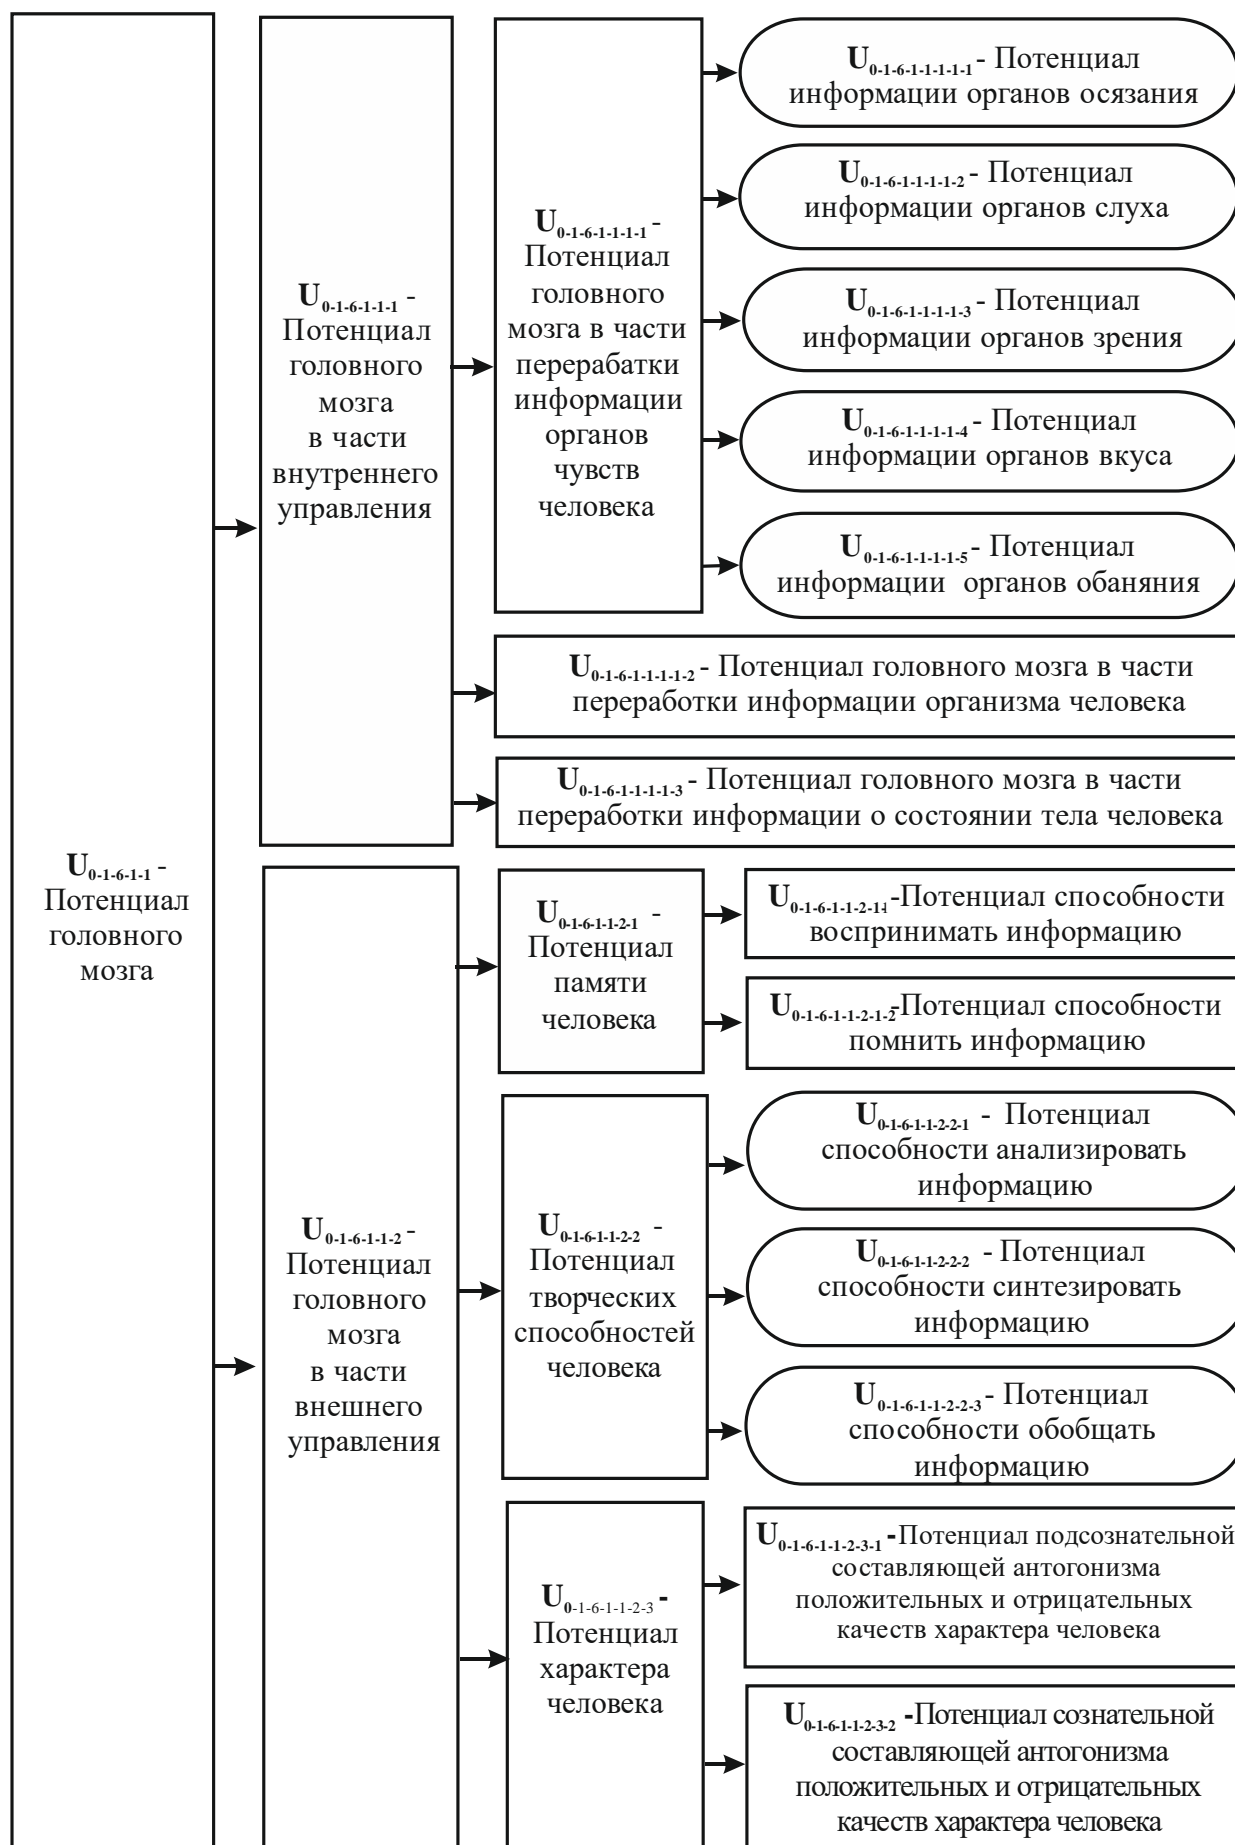 U0-1-6-1-1 -
Потенциал
головного
мозга
U0-1-6-1-1-1 -
Потенциал
головного
мозга
в части
внутреннего
управления
U0-1-6-1-1-1-1 -
Потенциал
головного
мозга в части
перерабатки
информации
органов
чувств
человека
U0-1-6-1-1-1-1-1 - Потенциал
информации органов осязания
U0-1-6-1-1-1-1-2 - Потенциал
информации органов слуха
U0-1-6-1-1-1-1-3 - Потенциал
информации органов зрения
U0-1-6-1-1-1-1-4 - Потенциал
информации органов вкуса
U0-1-6-1-1-1-1-5 - Потенциал
информации органов обаняния
U0-1-6-1-1-1-1-2 - Потенциал головного мозга в части
переработки информации организма человека
U0-1-6-1-1-1-1-3 - Потенциал головного мозга в части
переработки информации о состоянии тела человека
U0-1-6-1-1-2 -
Потенциал
головного
мозга
в части
внешнего
управления
U0-1-6-1-1-2-1 -
Потенциал
памяти
человека
U0-1-6-1-1-2-1-1 -Потенциал способности
воспринимать информацию
U0-1-6-1-1-2-1-2 -Потенциал способности
помнить информацию
U0-1-6-1-1-2-2 -
Потенциал
творческих
способностей
человека
U0-1-6-1-1-2-2-1 - Потенциал
способности анализировать
информацию
U0-1-6-1-1-2-2-2 - Потенциал
способности синтезировать
информацию
U0-1-6-1-1-2-2-3 - Потенциал
способности обобщать
информацию
U0-1-6-1-1-2-3 -
Потенциал
характера
человека
U0-1-6-1-1-2-3-1 -Потенциал подсознательной
составляющей антогонизма
положительных и отрицательных
качеств характера человека
U0-1-6-1-1-2-3-2 -Потенциал сознательной
составляющей антогонизма
положительных и отрицательных
качеств характера человека